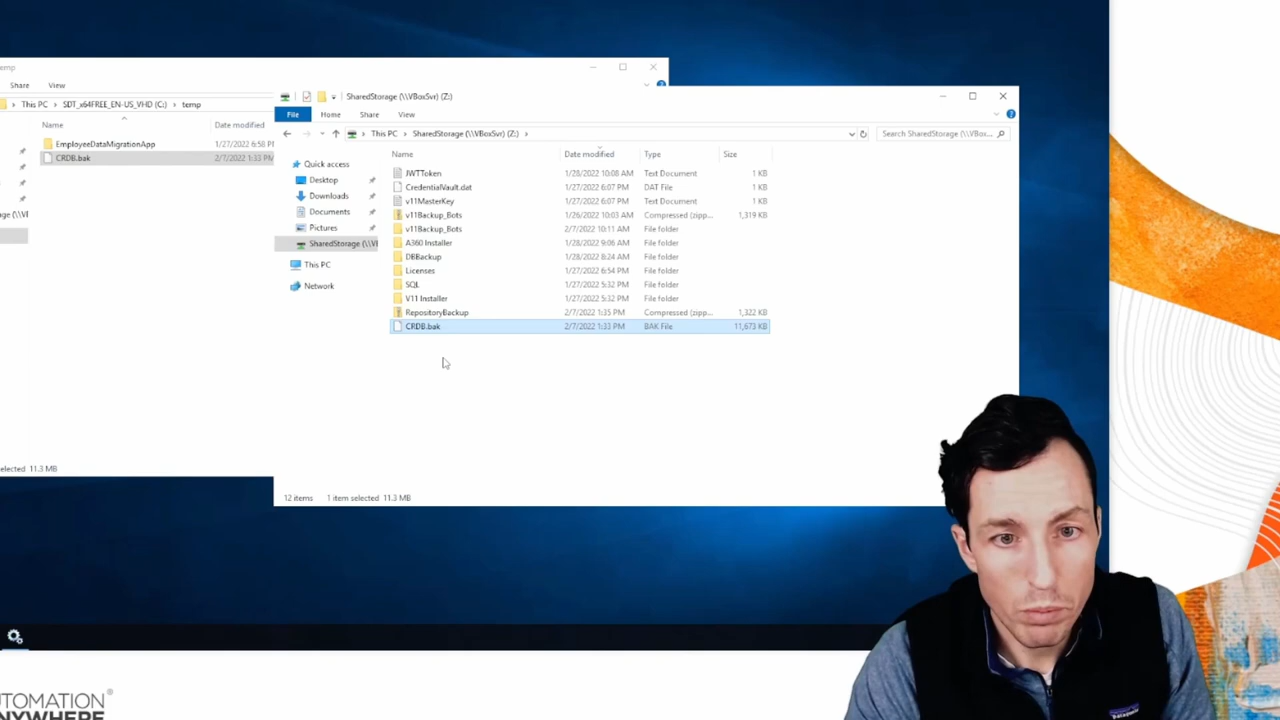 Share View
This PC > SDT_x64FREE_EN-US_VHD (C:) > temp
Name Date modified
EmployeeDataMigrationApp 1/27/2022 6:58
CRDB.bak 2/7/2022 1:33 PM
11.3 MB
SharedStorage (\\VBoxSvr) (Z:)
File Home Share View
This PC > SharedStorage (\\VBoxSvr) (Z:) >
Search SharedStorage (\\VBox...
Quick access
Desktop
Downloads
Documents
Pictures
SharedStorage (\\VI
This PC
Network
Name Date modified Type Size
JWTToken 1/28/2022 10:08 AM Text Document 1 KB
CredentialVault.dat 1/27/2022 6:07 PM DAT File 1 KB
v11MasterKey 1/27/2022 6:07 PM Text Document 1 KB
v11Backup_Bots 1/26/2022 10:03 AM Compressed (zipp... 1,319 KB
v11Backup_Bots 2/7/2022 10:11 AM File folder
A360 Installer 1/28/2022 9:06 AM File folder
DBBackup 1/28/2022 8:24 AM File folder
Licenses 1/27/2022 6:54 PM File folder
SQL 1/27/2022 5:32 PM File folder
V11 Installer 1/27/2022 5:32 PM File folder
RepositoryBackup 2/7/2022 1:35 PM Compressed (zipp... 1,322 KB
CRDB.bak 2/7/2022 1:33 PM BAK File 11,673 KB
12 items 1 item selected 11.3 MB
patagonia